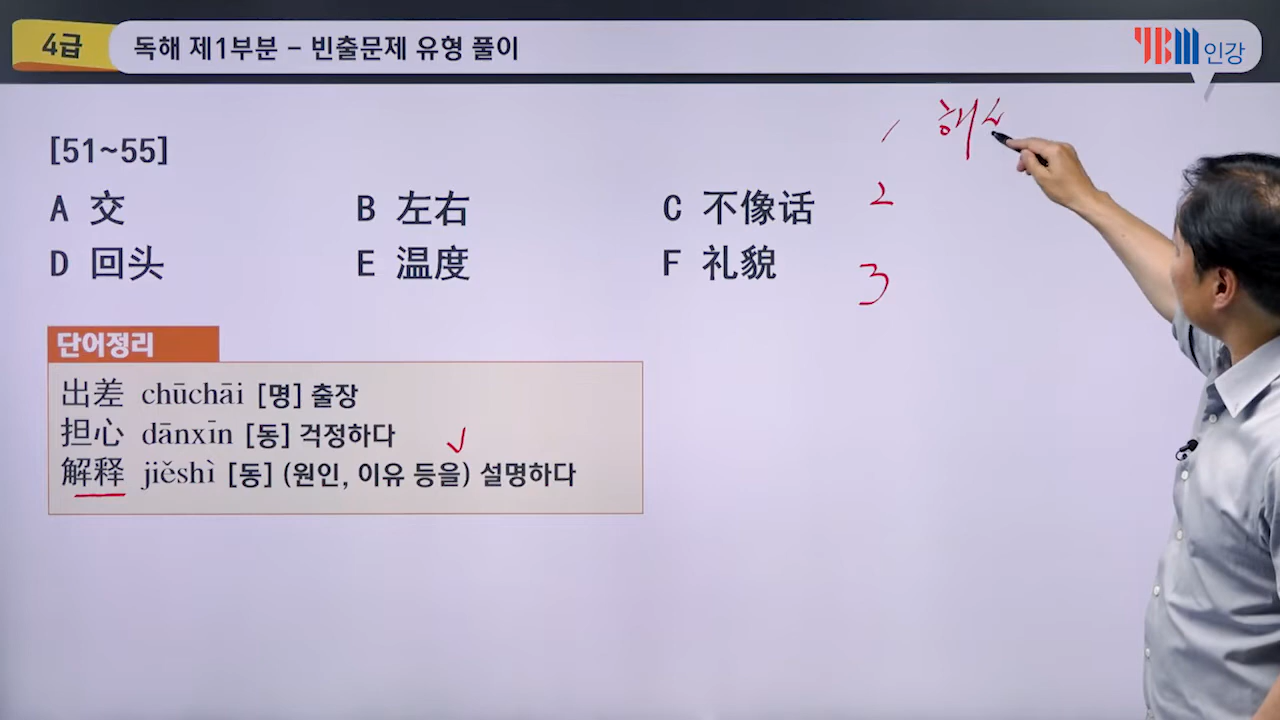 4급 독해 제1부분 – 빈출문제 유형 풀이 YBM 인강
[51~55]
A 交 B 左右 C 不像话
D 回头 E 温度 F 礼貌
1
2
3
단어정리
出差 chūchāi [명] 출장
担心 dānxīn [동] 걱정하다
解释 jiěshì [동] (원인, 이유 등을) 설명하다